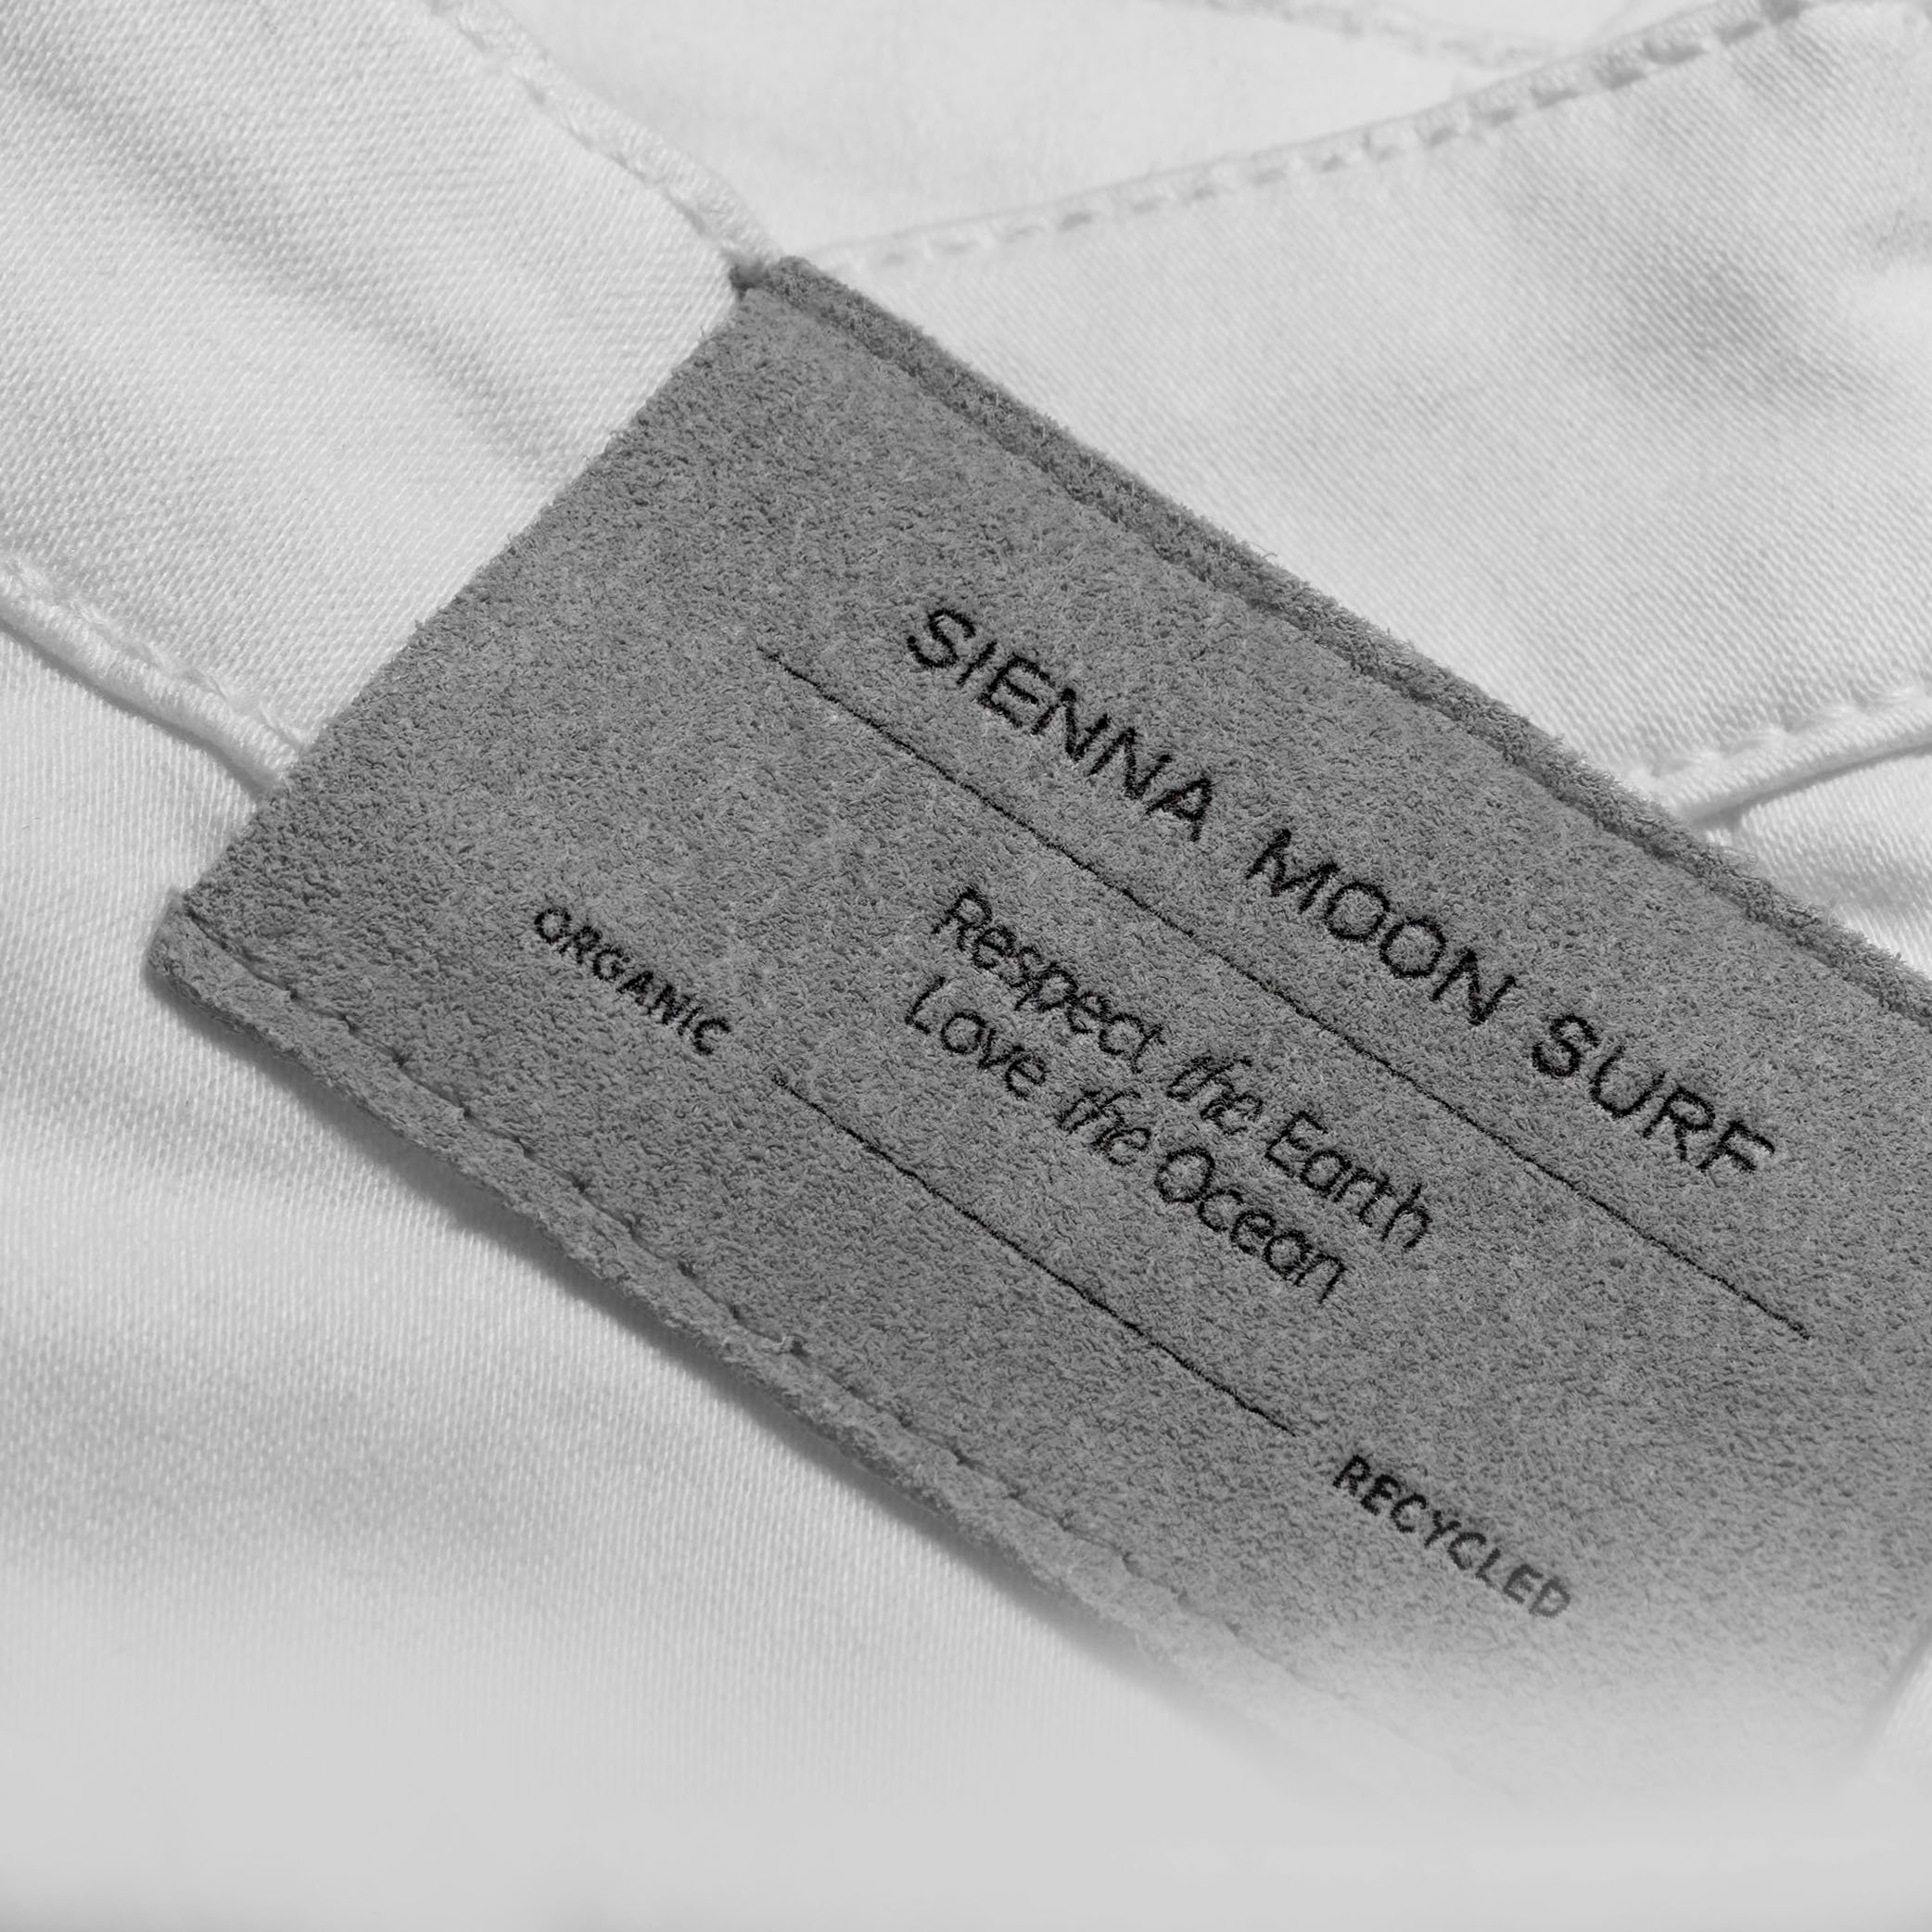 SIENNA MOON SURF
Respect the Earth
Love the Ocean
ORGANIC
RECYCLED